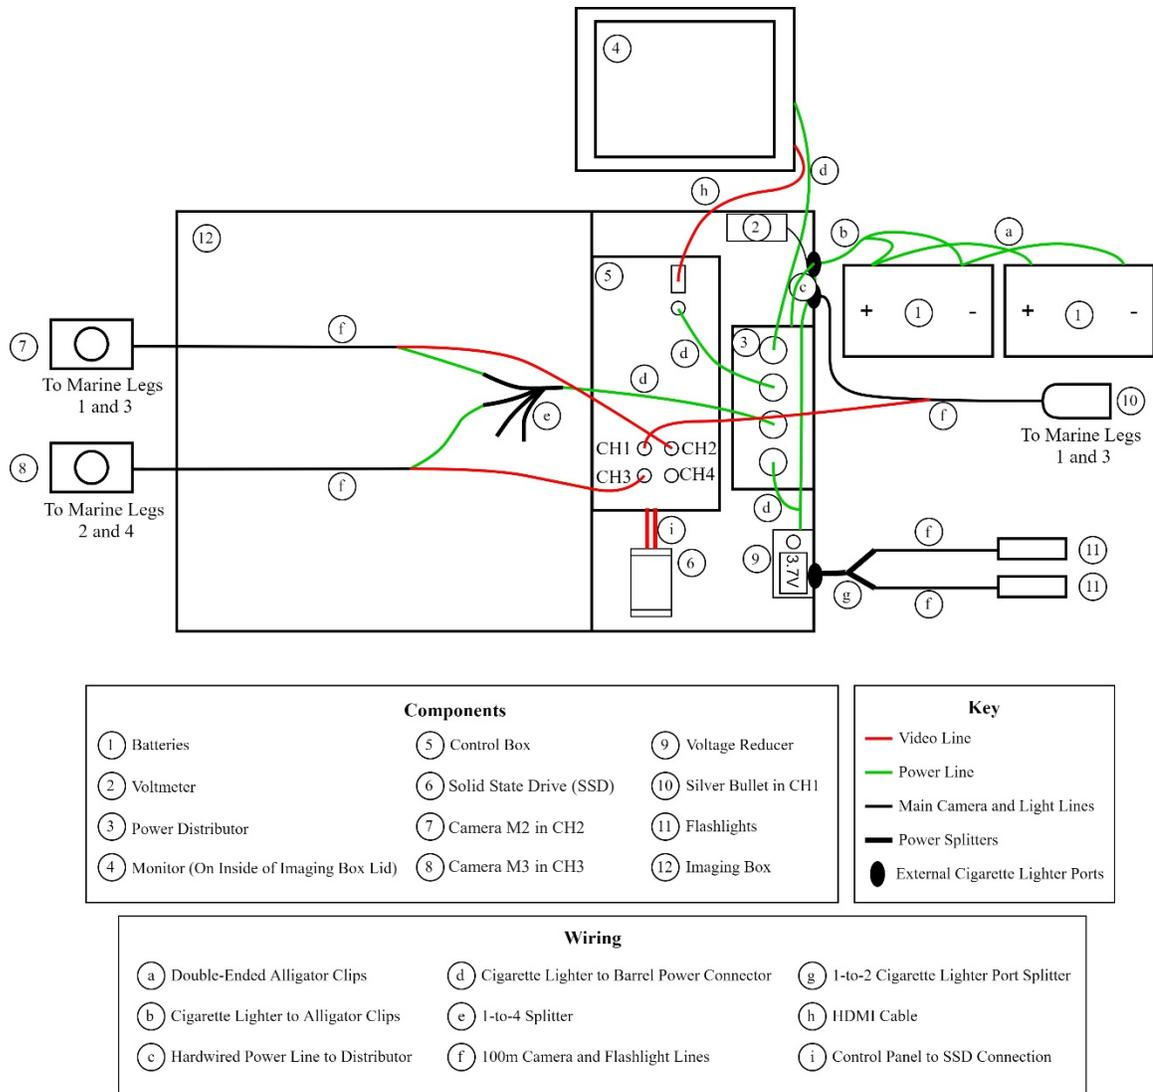 4
h
d
12
2
b
a
5
c
+
1
-
+
1
-
7
f
d
3
To Marine Legs
1 and 3
d
e
f
10
To Marine Legs
1 and 3
CH1
CH2
8
CH3
CH4
To Marine Legs
2 and 4
f
d
i
6
9
3.7V
f
11
g
f
11
Components
1 Batteries
2 Voltmeter
3 Power Distributor
4 Monitor (On Inside of Imaging Box Lid)
5 Control Box
6 Solid State Drive (SSD)
7 Camera M2 in CH2
8 Camera M3 in CH3
9 Voltage Reducer
10 Silver Bullet in CH1
11 Flashlights
12 Imaging Box
Key
Video Line
Power Line
Main Camera and Light Lines
Power Splitters
External Cigarette Lighter Ports
Wiring
a Double-Ended Alligator Clips
b Cigarette Lighter to Alligator Clips
c Hardwired Power Line to Distributor
d Cigarette Lighter to Barrel Power Connector
e 1-to-4 Splitter
f 100m Camera and Flashlight Lines
g 1-to-2 Cigarette Lighter Port Splitter
h HDMI Cable
i Control Panel to SSD Connection